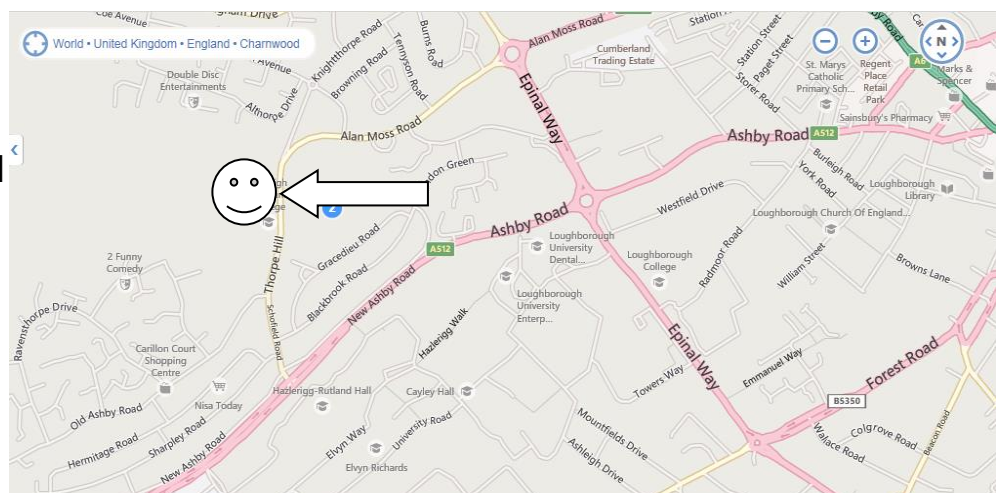 Coe Avenue
Drive
Alan Moss Road
Station Street
World • United Kingdom • England • Charnwood
Avenue
Knightthorpe Road
Browning Road
Tennyson Road
Burns Road
Double Disc
Entertainments
Althorpe Drive
Cumberland
Trading Estate
Paget Street
Storer Road
St. Marys
Catholic
Primary Sch...
Regent
Place
Retail
Park
N
A6
Marks &
Spencer
Sainsbury's Pharmacy
Epinal Way
Alan Moss Road
Ashby Road
A512
Burleigh Road
York Road
Loughborough
Library
Westfield Drive
Loughborough Church Of England...
2
Ashby Road
A512
Gracedieu Road
Thorpe Hill
Loughborough
University
Dental...
Loughborough
College
Radmoor Road
William Street
Browns Lane
2 Funny
Comedy
Blackbrook Road
New Ashby Road
Loughborough
University
Enterp...
Ravensthorpe Drive
Schofield Road
Hazlerigg Walk
Epinal Way
Carillon Court
Shopping
Centre
Nisa Today
Hazlerigg-Rutland Hall
Cayley Hall
Towers Way
Emmanuel Way
Forest Road
B5350
Old Ashby Road
Hermitage Road
Sharpley Road
New Ashby Road
Elvyn Way
University Road
Elvyn Richards
Mountfields Drive
Ashleigh Drive
Walace Road
Colgrove Road
Beacon Road